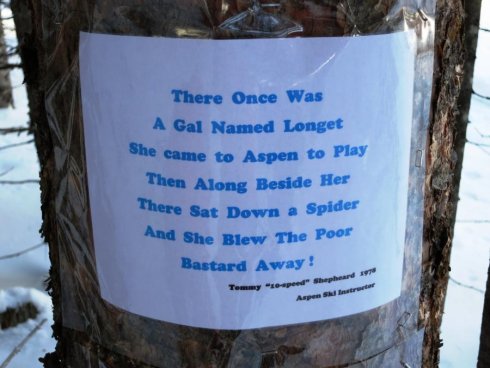 There Once Was
A Gal Named Longet
She came to Aspen to Play
Then Along Beside Her
There Sat Down a Spider
And She Blew The Poor
Bastard Away!
Tommy "10-speed" Shepheard 1978
Aspen Ski Instructor